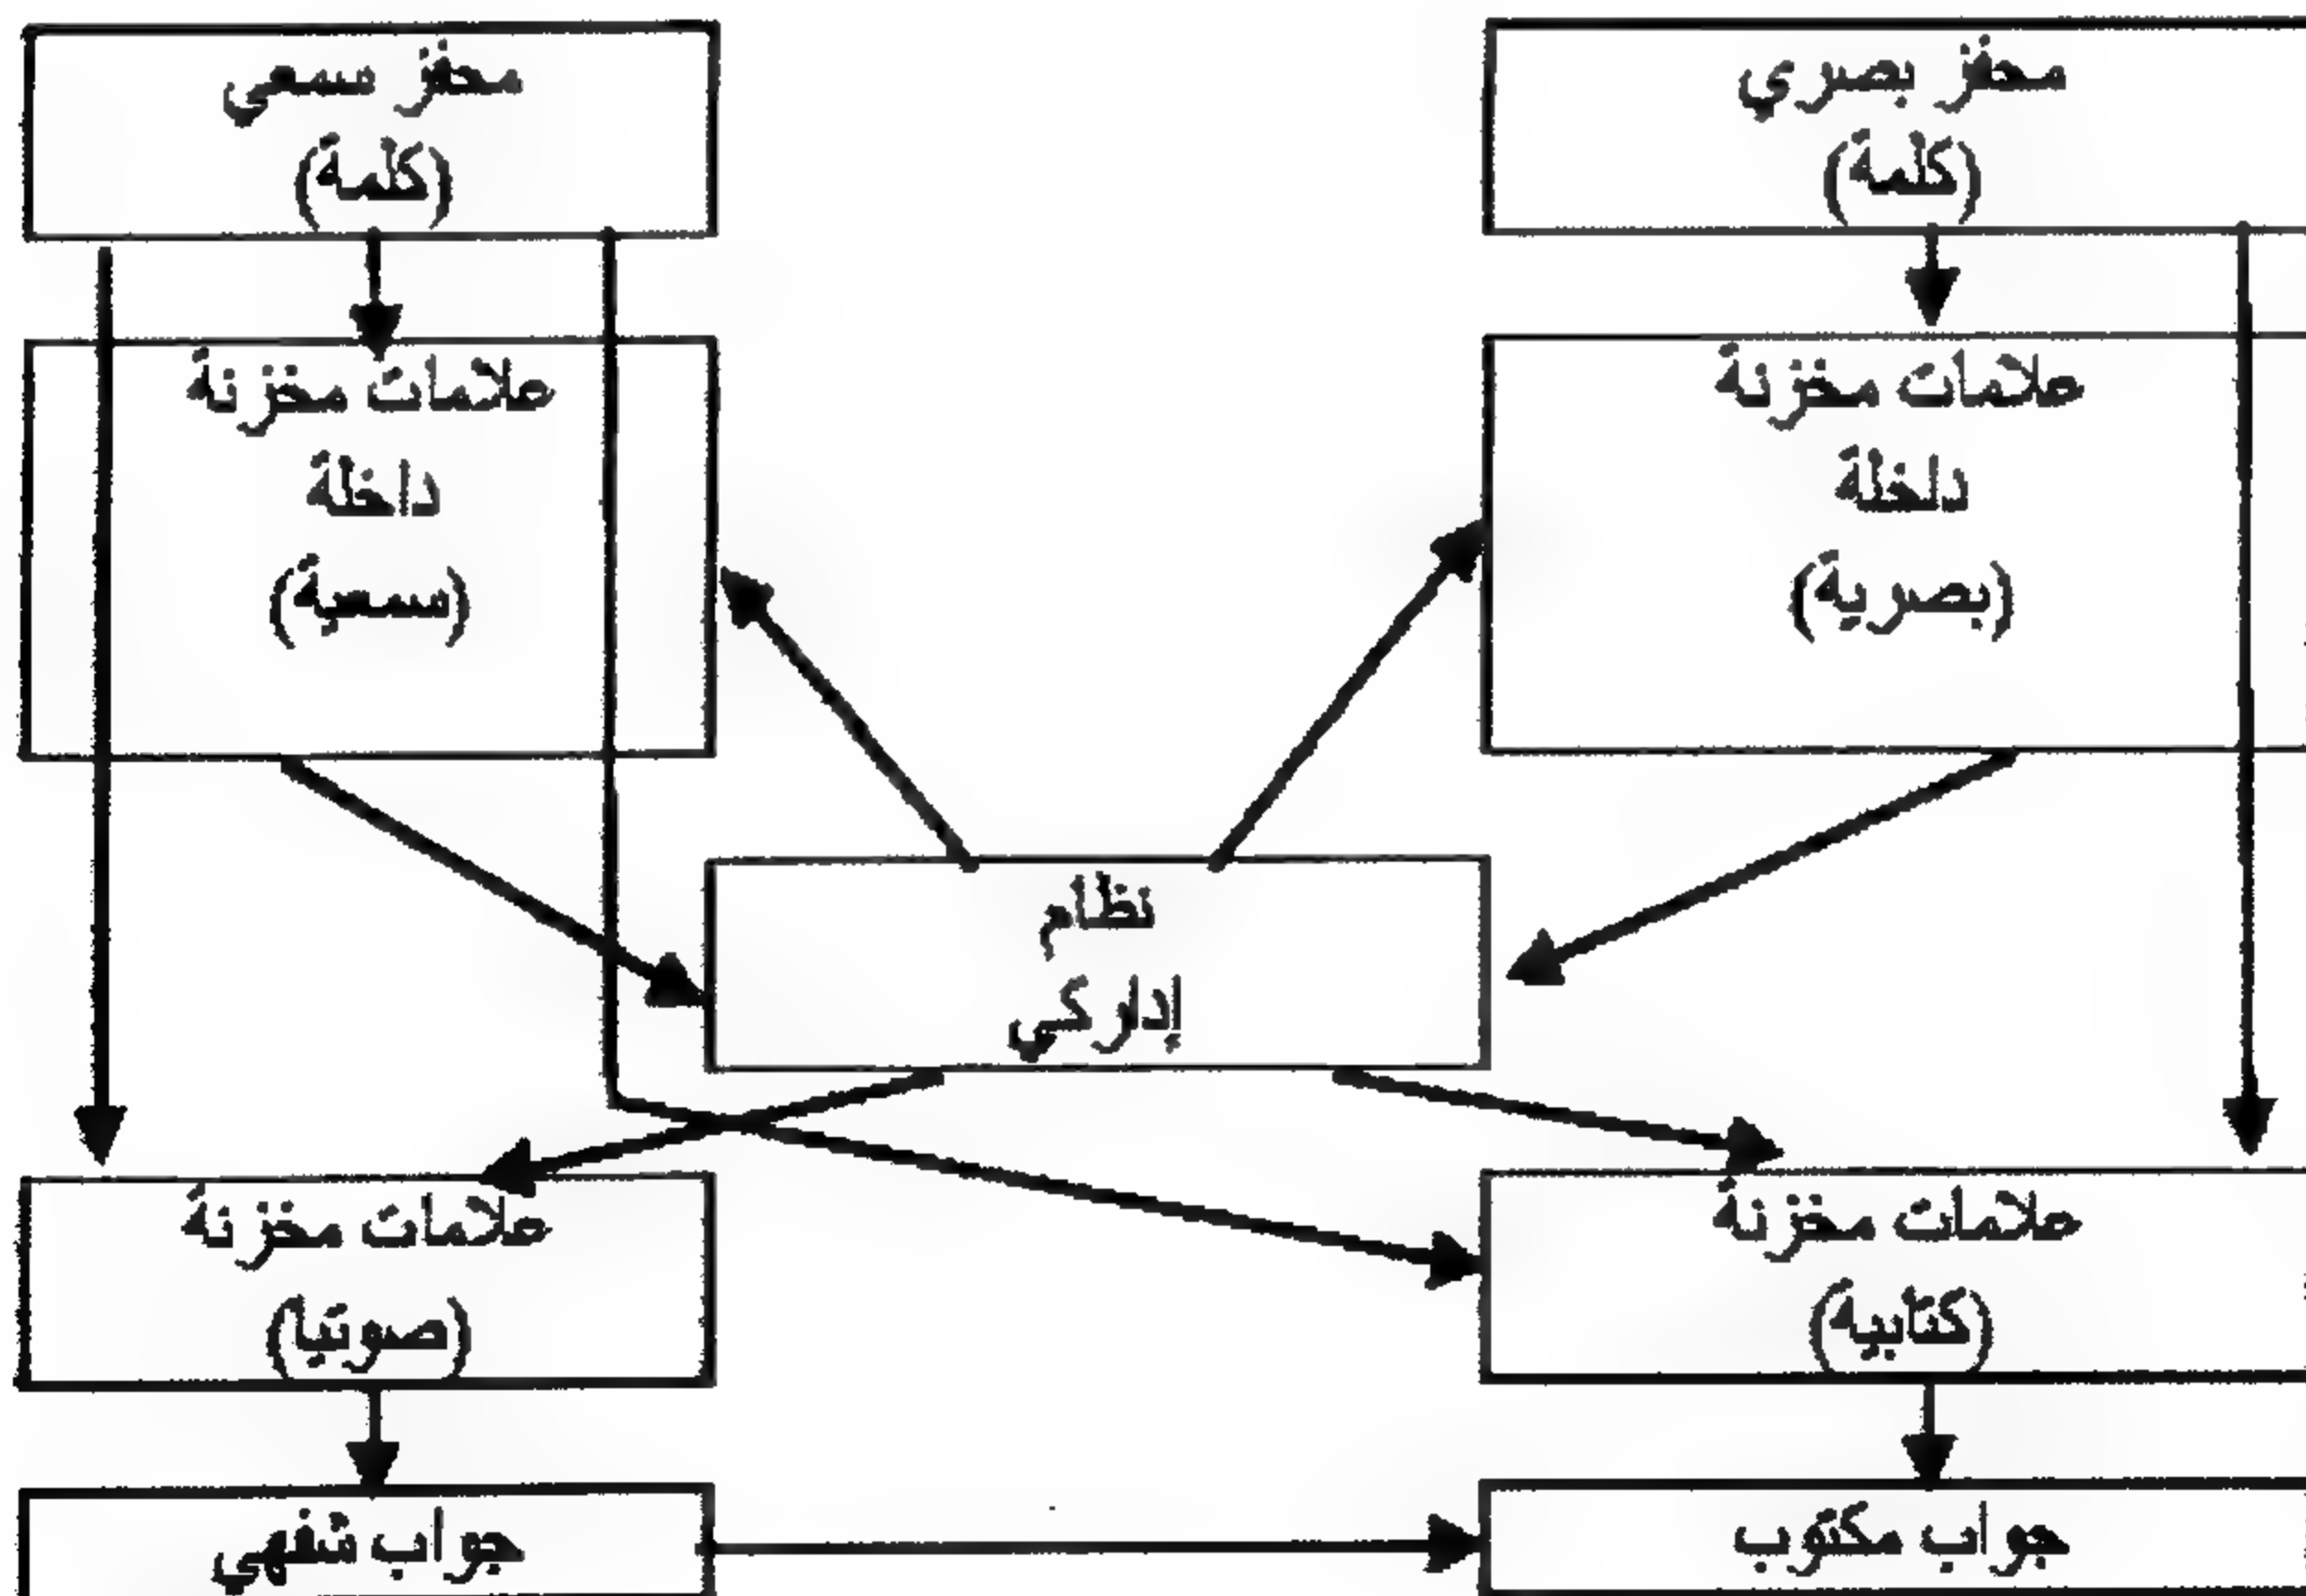 محفز بصري
(كلمة)
محفز سمعي
(كلمة)
علامات مخزنة
داخلة
(بصرية)
علامات مخزنة
داخلة
(سمعية)
نظام
إداركي
علامات مخزنة
(كتابية)
علامات مخزنة
(صوتيا)
جواب مكتوب
جواب شفهي